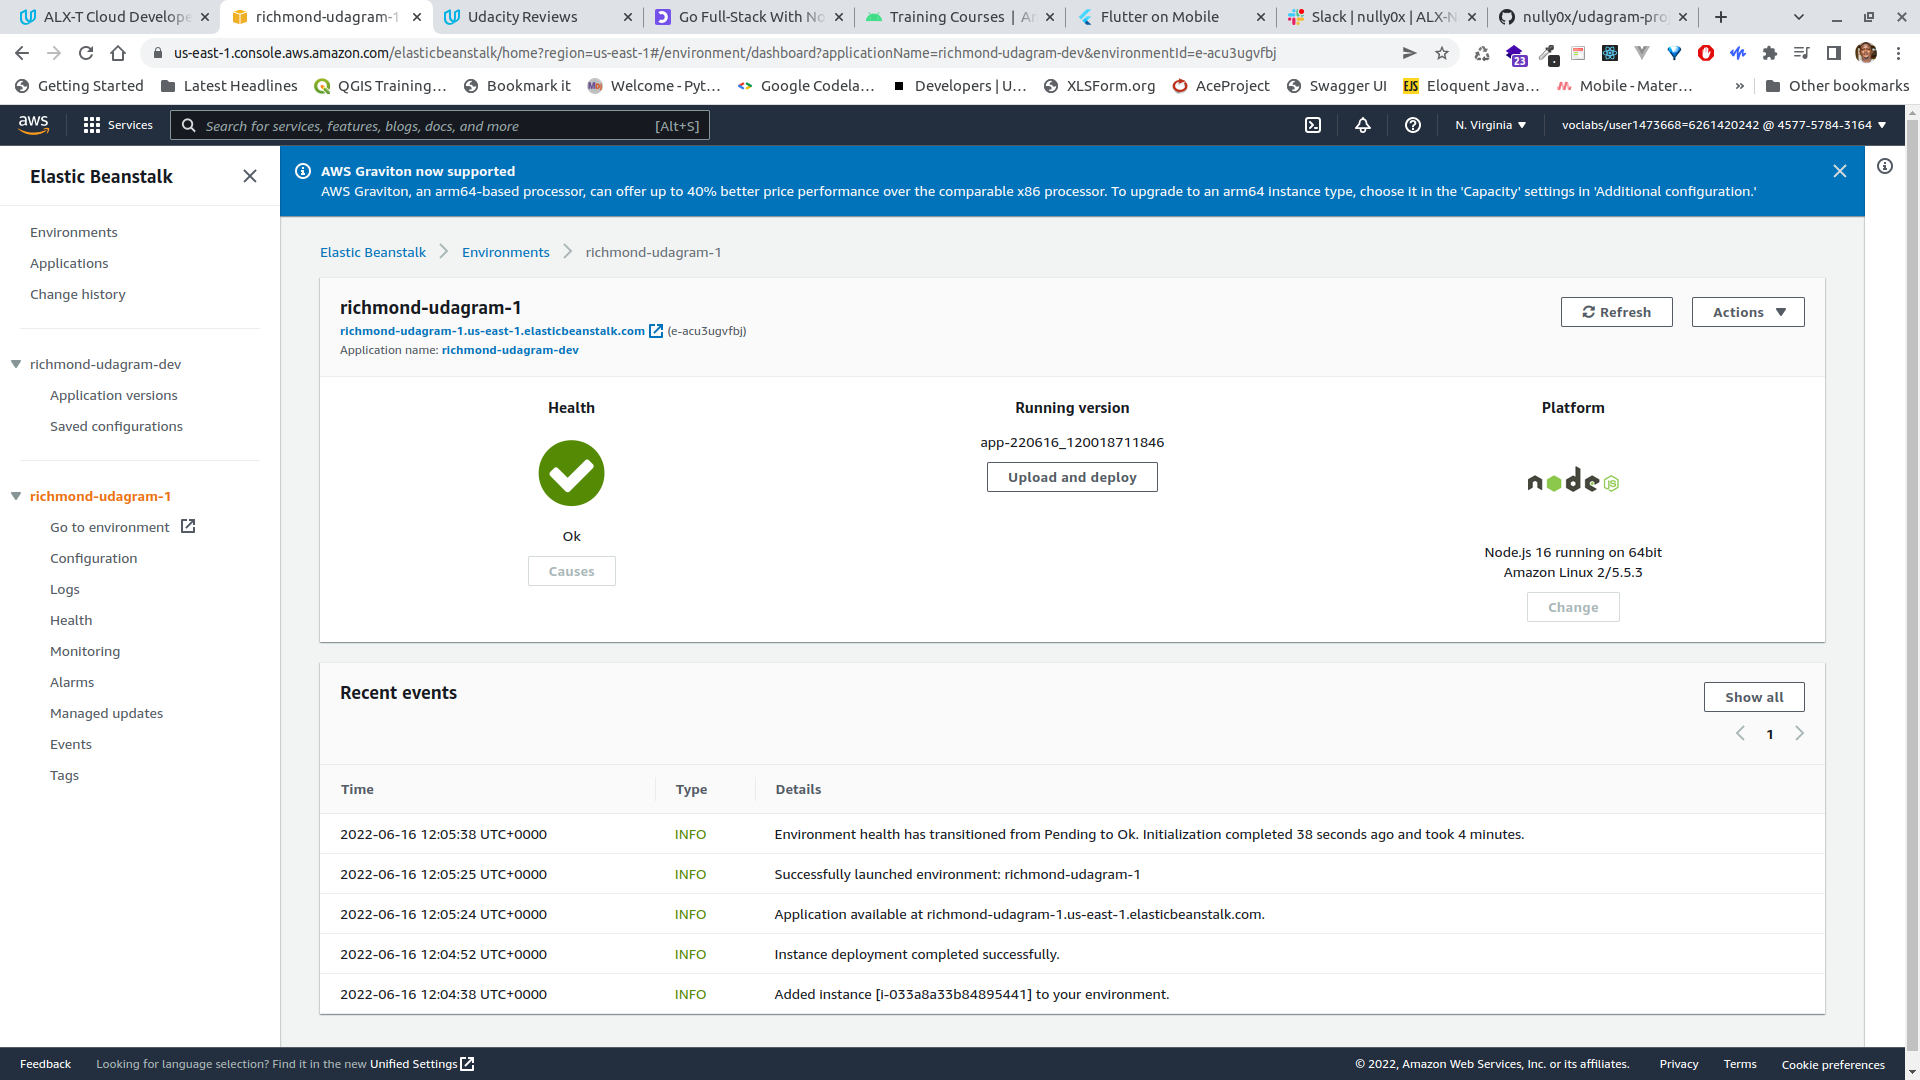 ALX-T Cloud Develope
richmond-udagram-1
Udacity Reviews
Go Full-Stack With No
Training Courses | An
Flutter on Mobile
Slack | nully0x | ALX-N
nully0x/udagram-proj
us-east-1.console.aws.amazon.com/elasticbeanstalk/home?region=us-east-1#/environment/dashboard?applicationName=richmond-udagram-dev&environmentId=e-acu3ugvfbj
23
Getting Started
Latest Headlines
QGIS Training...
Bookmark it
Welcome - Pyt...
Google Codela...
Developers | U...
XLSForm.org
AceProject
Swagger UI
EJS Eloquent Java...
Mobile - Mater...
»
Other bookmarks
aws
Services
Search for services, features, blogs, docs, and more
[Alt+S]
N. Virginia
voclabs/user1473668=6261420242 @ 4577-5784-3164
Elastic Beanstalk
Environments
Applications
Change history
richmond-udagram-dev
Application versions
Saved configurations
richmond-udagram-1
Go to environment
Configuration
Logs
Health
Monitoring
Alarms
Managed updates
Events
Tags
AWS Graviton now supported
AWS Graviton, an arm64-based processor, can offer up to 40% better price performance over the comparable x86 processor. To upgrade to an arm64 instance type, choose it in the 'Capacity' settings in 'Additional configuration.'
Elastic Beanstalk
Environments
richmond-udagram-1
richmond-udagram-1
richmond-udagram-1.us-east-1.elasticbeanstalk.com (e-acu3ugvfbj)
Application name: richmond-udagram-dev
Refresh
Actions
Health
Ok
Causes
Running version
app-220616_120018711846
Upload and deploy
Platform
node JS
Node.js 16 running on 64bit
Amazon Linux 2/5.5.3
Change
Recent events
Show all
1
Time Type Details
2022-06-16 12:05:38 UTC+0000 INFO Environment health has transitioned from Pending to Ok. Initialization completed 38 seconds ago and took 4 minutes.
2022-06-16 12:05:25 UTC+0000 INFO Successfully launched environment: richmond-udagram-1
2022-06-16 12:05:24 UTC+0000 INFO Application available at richmond-udagram-1.us-east-1.elasticbeanstalk.com.
2022-06-16 12:04:52 UTC+0000 INFO Instance deployment completed successfully.
2022-06-16 12:04:38 UTC+0000 INFO Added instance [i-033a8a33b84895441] to your environment.
Feedback
Looking for language selection? Find it in the new Unified Settings
© 2022, Amazon Web Services, Inc. or its affiliates.
Privacy
Terms
Cookie preferences